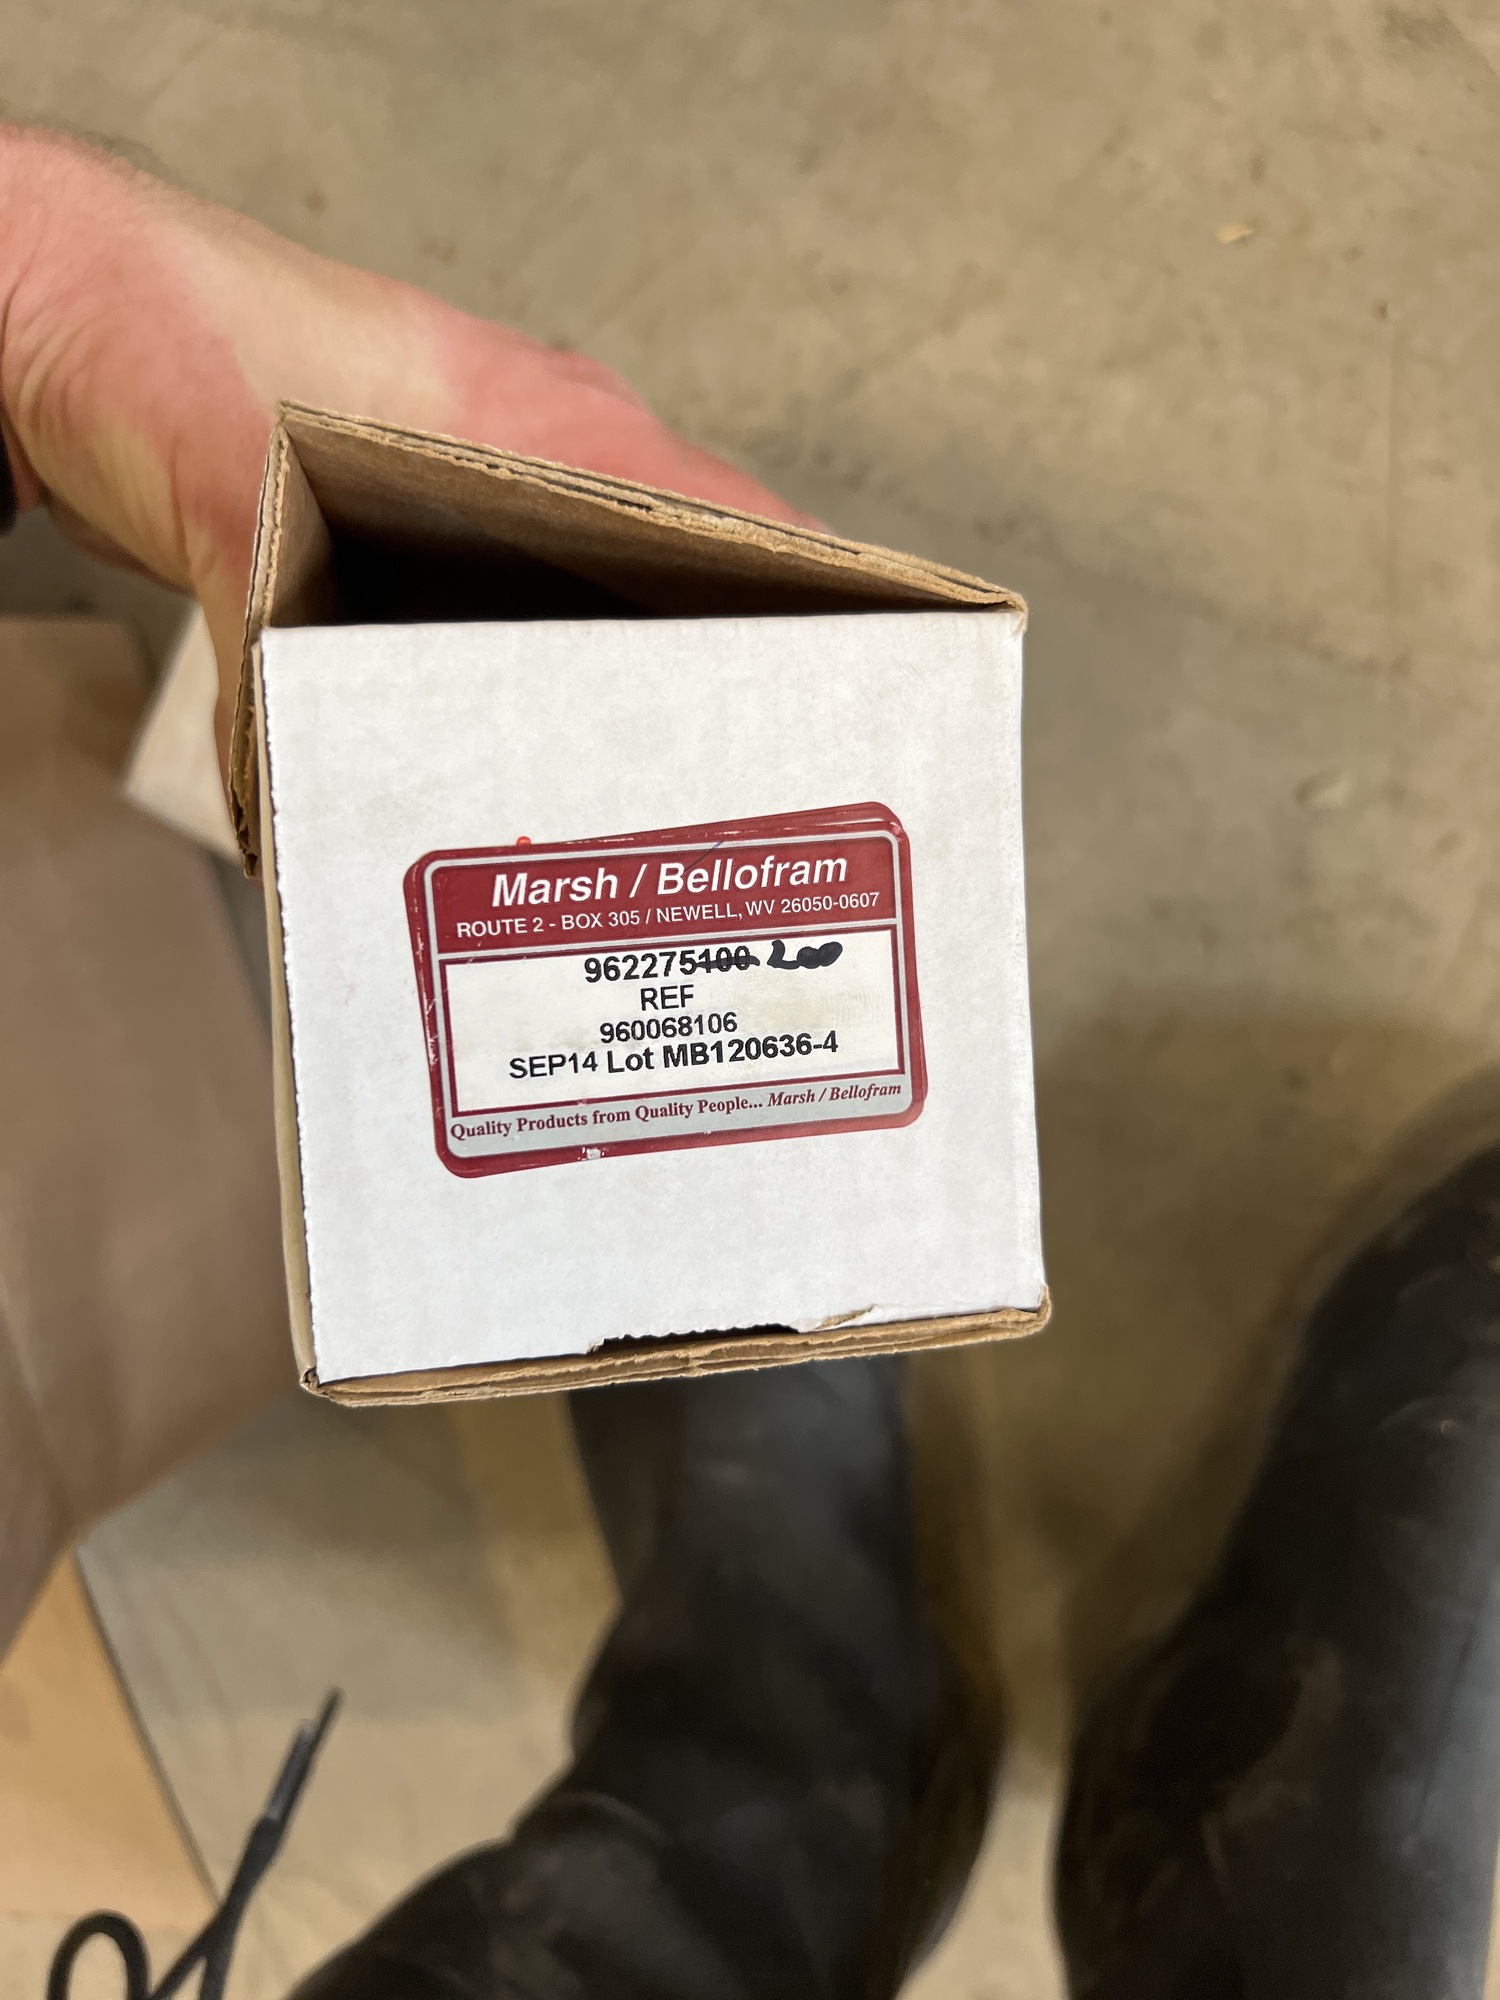 Marsh / Bellofram
ROUTE 2 - BOX 305 / NEWELL, WV 26050-0607
962275100 200
REF
960068106
SEP14 Lot MB120636-4
Quality Products from Quality People... Marsh / Bellofram